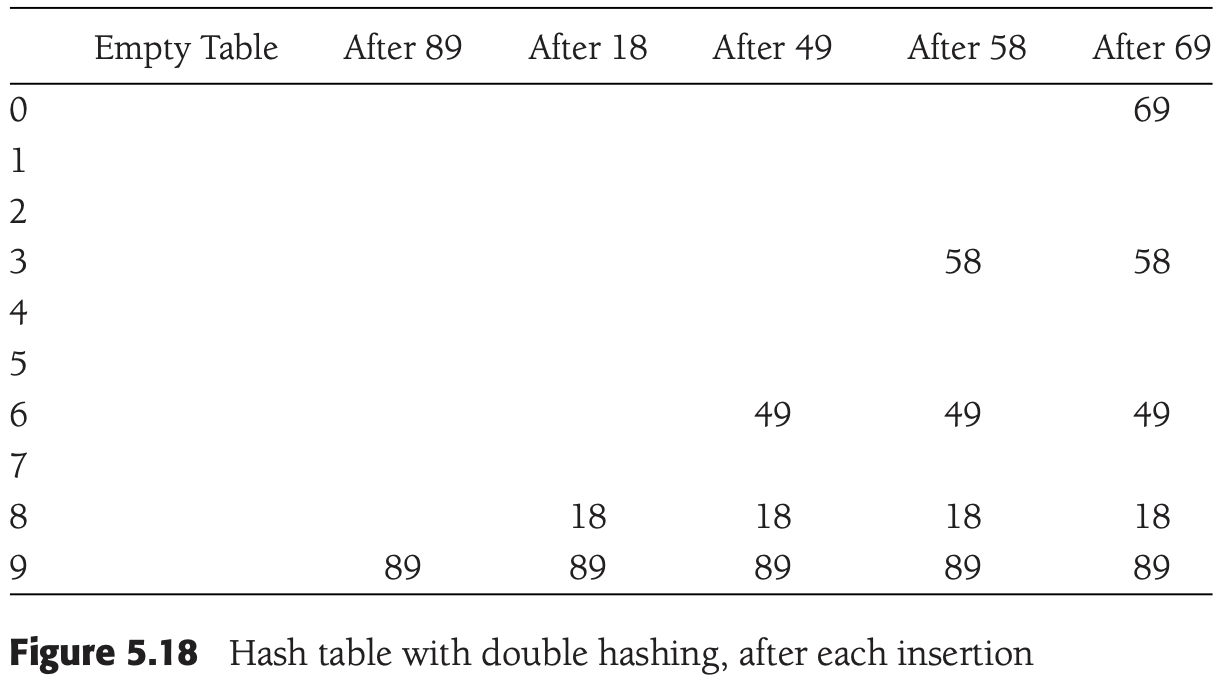 Empty Table After 89 After 18 After 49 After 58 After 69
0 69
1
2
3 58 58
4
5
6 49 49 49
7
8 18 18 18 18
9 89 89 89 89 89
Figure 5.18 Hash table with double hashing, after each insertion